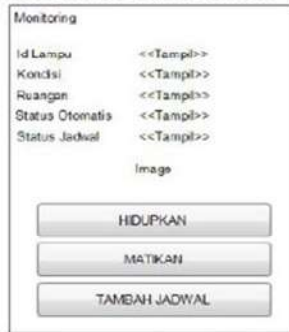 Monitoring
Id Lampu <<Tampil>>
Kondisi <<Tampil>>
Ruangan <<Tampil>>
Status Otomatis <<Tampil>>
Status Jadwal <<Tampil>>
Image
HIDUPKAN
MATIKAN
TAMBAH JADWAL